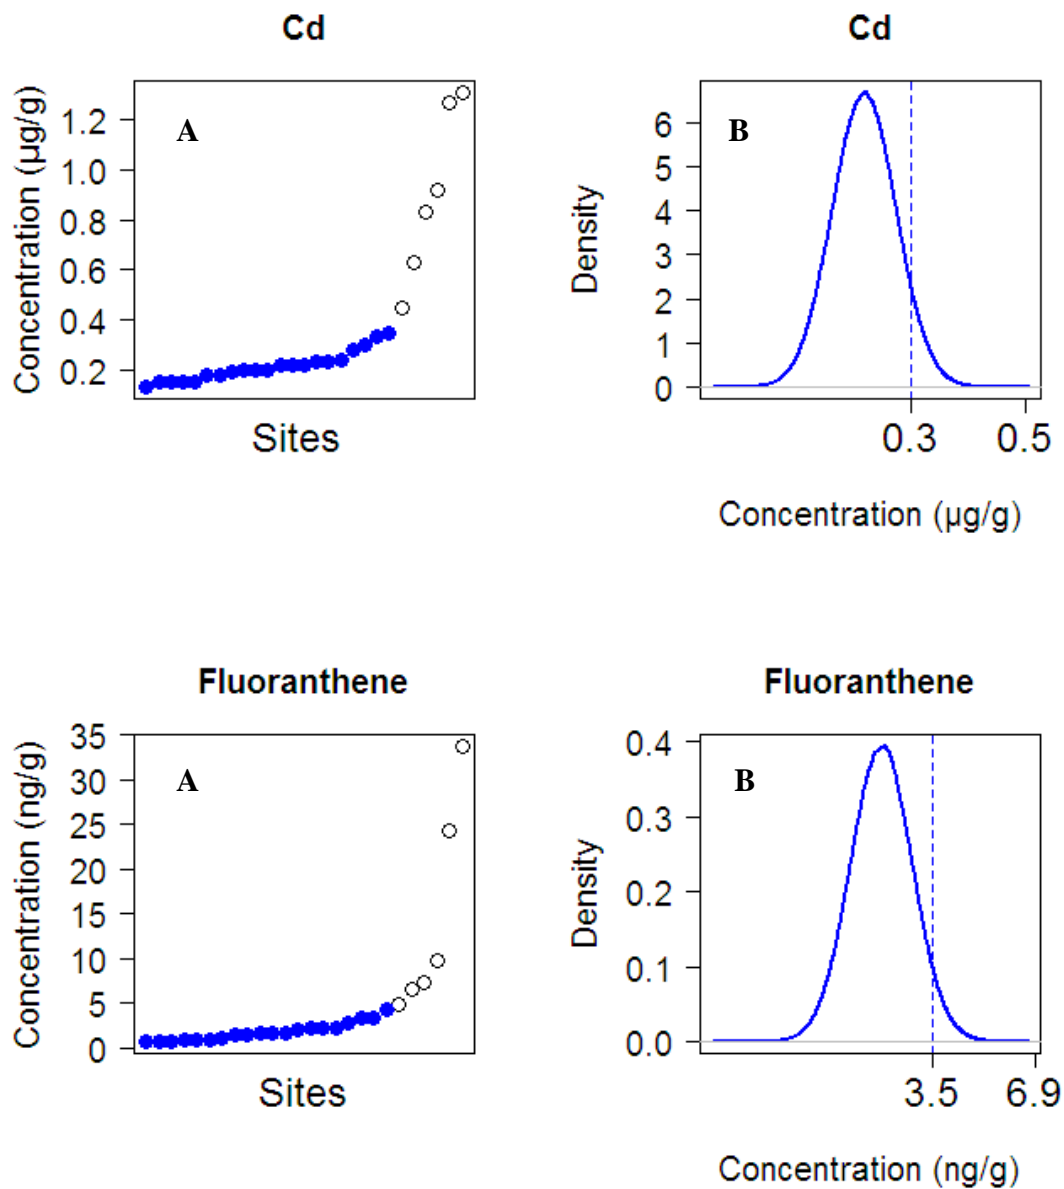 Cd
Cd
A
B
Concentration (µg/g)
1.2
1.0
0.8
0.6
0.4
0.2
Sites
Density
6
5
4
3
2
1
0
0.3 0.5
Concentration (µg/g)
Fluoranthene
Fluoranthene
A
B
Concentration (ng/g)
35
30
25
20
15
10
5
0
Sites
Density
0.4
0.3
0.2
0.1
0.0
3.5 6.9
Concentration (ng/g)